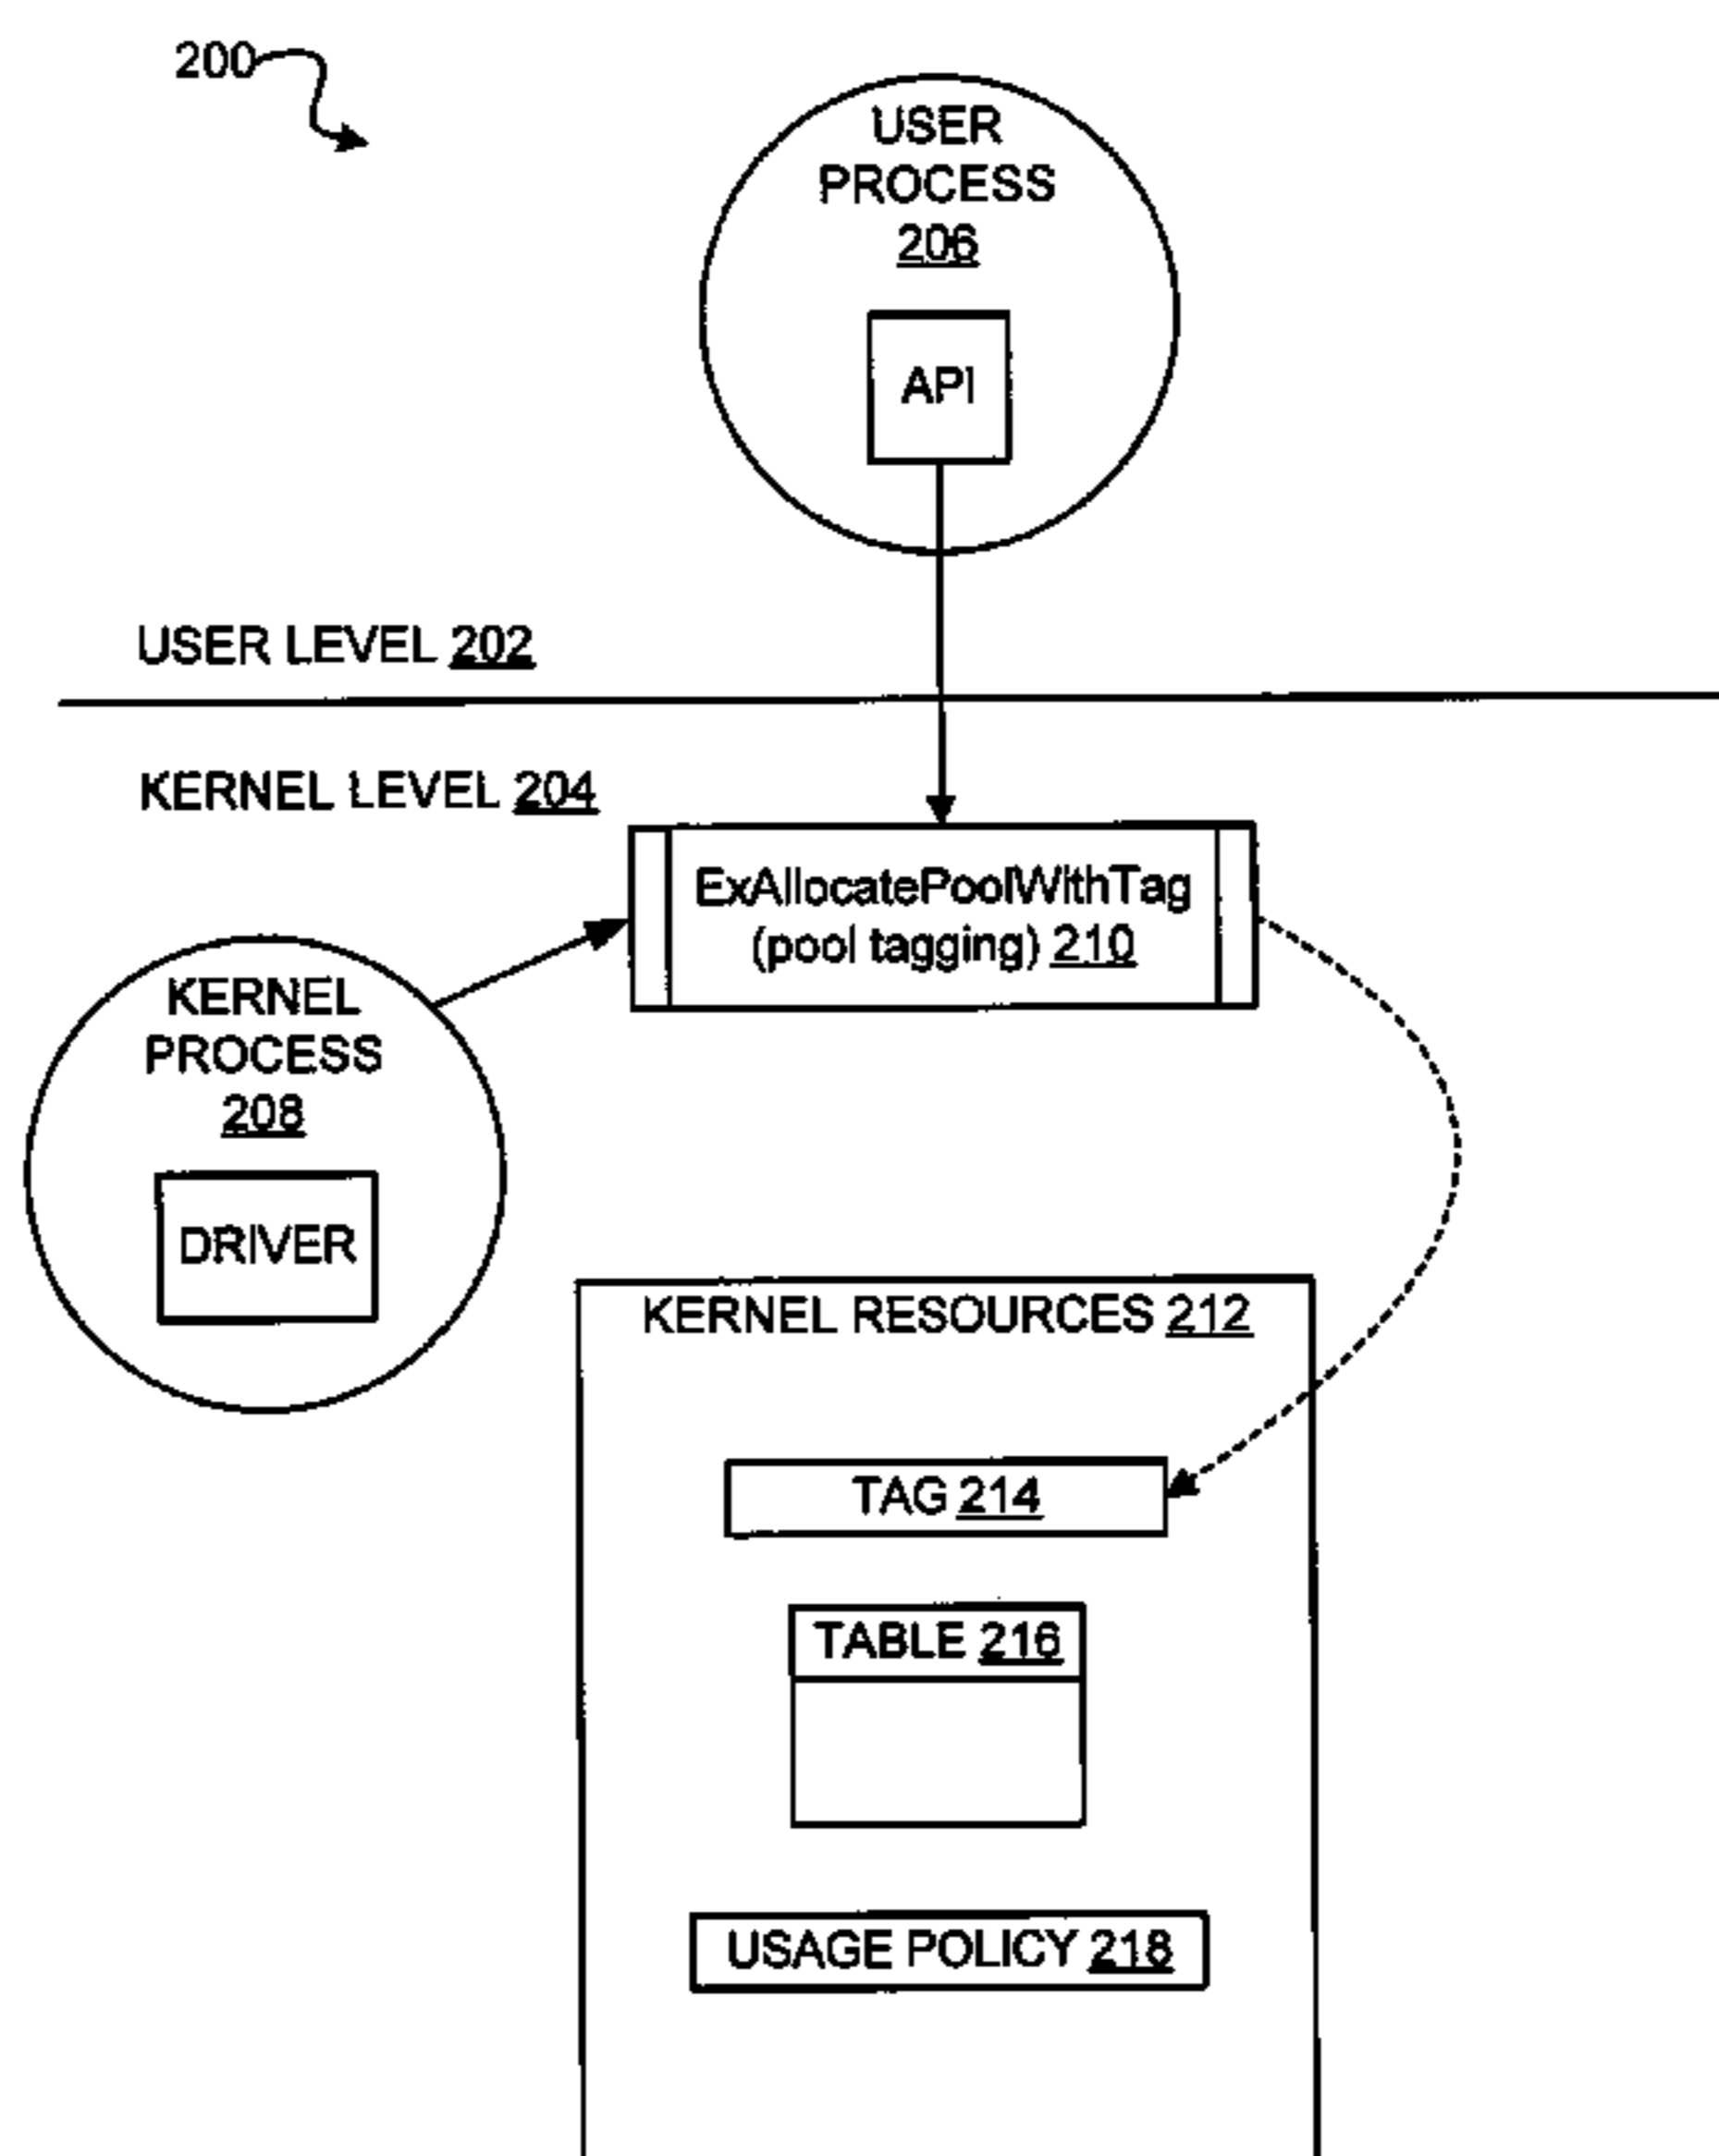 200
USER
PROCESS
206
API
USER LEVEL 202
KERNEL LEVEL 204
ExAllocatePoolWithTag
(pool tagging) 210
KERNEL
PROCESS
208
DRIVER
KERNEL RESOURCES 212
TAG 214
TABLE 216
USAGE POLICY 218